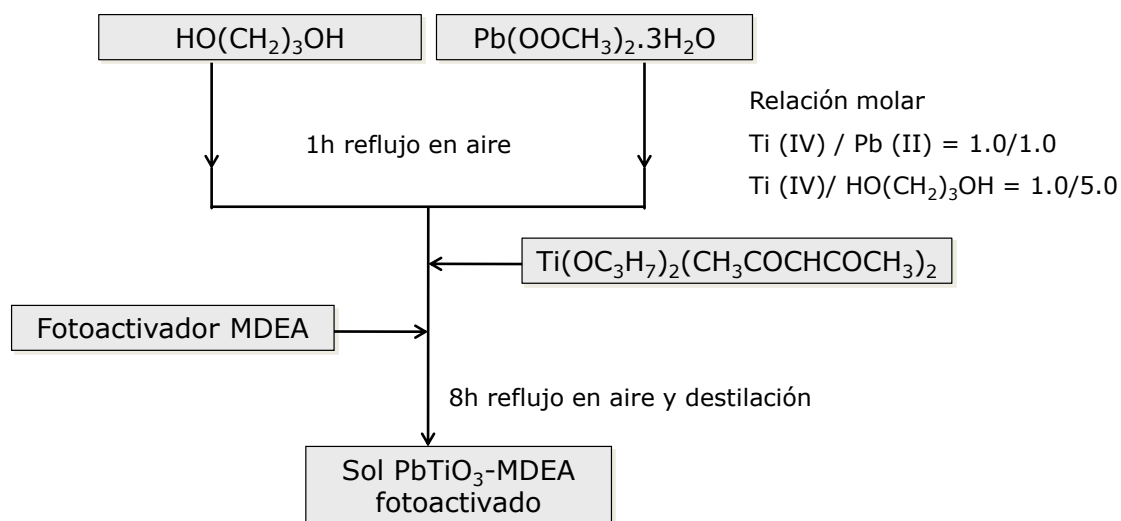 HO(CH₂)₃OH
Pb(OOCH₃)₂.3H₂O
Relación molar
Ti (IV) / Pb (II) = 1.0/1.0
Ti (IV)/ HO(CH₂)₃OH = 1.0/5.0
1h reflujo en aire
Ti(OC₃H₇)₂(CH₃COCHCOCH₃)₂
Fotoactivador MDEA
8h reflujo en aire y destilación
Sol PbTiO₃-MDEA
fotoactivado